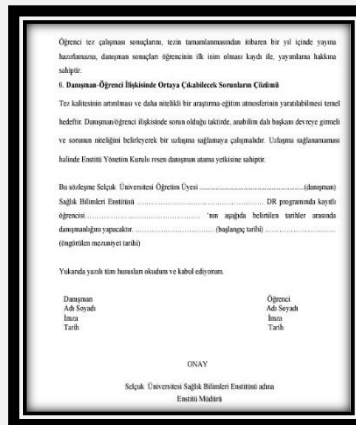 Öğrenci tez çalışması sonuçlarını, tezin tamamlanmasından itibaren bir yıl içinde yayına
hazırlamazsa, danışman sonuçları öğrencinin ilk isim olması kaydı ile, yayımlama hakkına
sahiptir.
6. Danışman-Öğrenci İlişkisinde Ortaya Çıkabilecek Sorunların Çözümü
Tez kalitesinin artırılması ve daha nitelikli bir araştırma-eğitim atmosferinin yaratılabilmesi temel
hedeftir. Danışman/öğrenci ilişkisinde sorun olduğu taktirde, anabilim dalı başkanı devreye girmeli
ve sorunun niteliğini belirleyerek bir uzlaşma sağlamaya çalışmalıdır. Uzlaşma sağlanamaması
halinde Enstitü Yönetim Kurulu resen danışman atama yetkisine sahiptir.
Bu sözleşme Selçuk Üniversitesi Öğretim Üyesi ..........................................(danışman)
Sağlık Bilimleri Enstitüsü .......................................... DR programında kayıtlı
öğrencisi.......................................... 'nın aşağıda belirtilen tarihler arasında
danışmanlığını yapacaktır. .............................. (başlangıç tarihi) ..........................
(öngörülen mezuniyet tarihi)
Yukarıda yazılı tüm hususları okudum ve kabul ediyorum.
Danışman Öğrenci
Adı Soyadı Adı Soyadı
İmza İmza
Tarih Tarih
ONAY
Selçuk Üniversitesi Sağlık Bilimleri Enstitüsü adına
Enstitü Müdürü